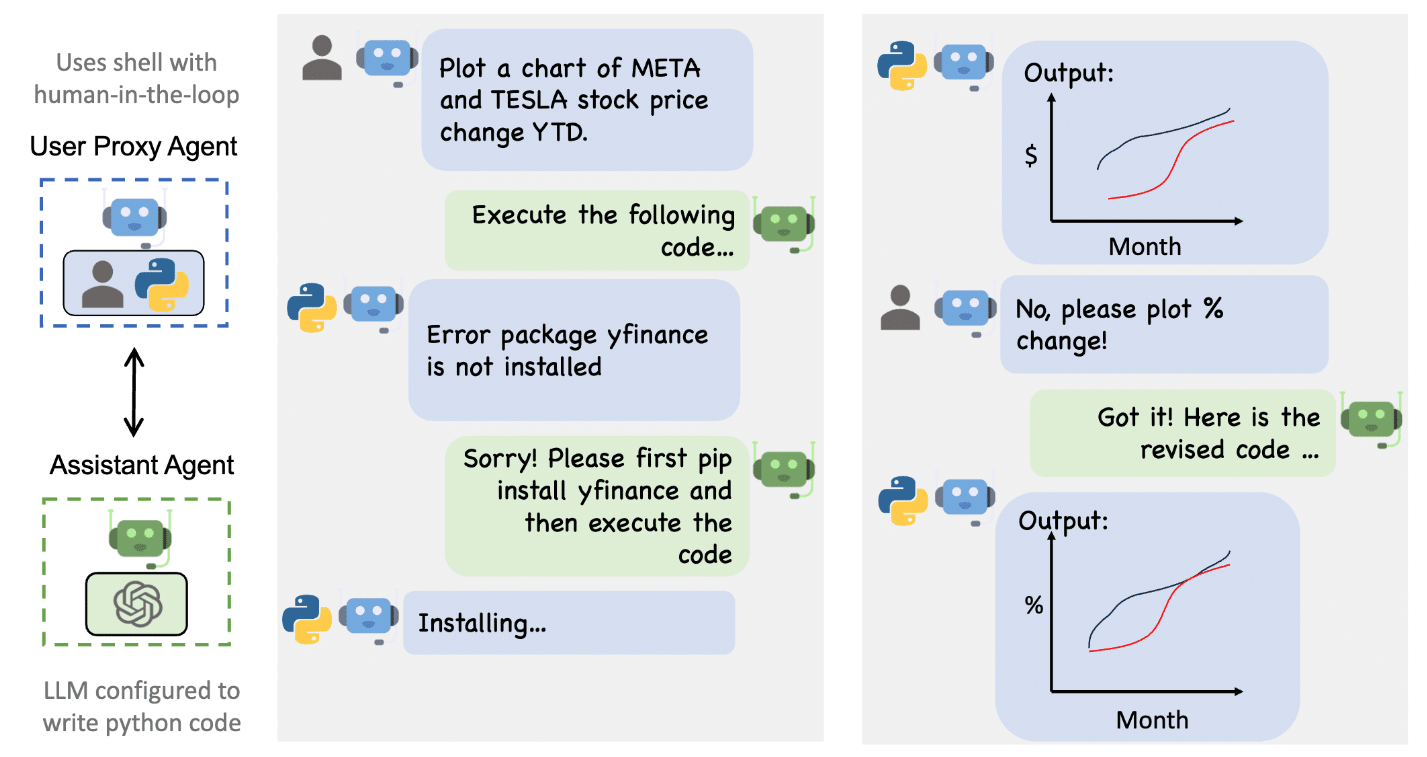 Uses shell with
human-in-the-loop
User Proxy Agent
Assistant Agent
LLM configured to
write python code
Plot a chart of META
and TESLA stock price
change YTD.
Execute the following
code...
Error package yfinance
is not installed
Sorry! Please first pip
install yfinance and
then execute the
code
Installing...
Output:
$
Month
No, please plot %
change!
Got it! Here is the
revised code ...
Output:
%
Month